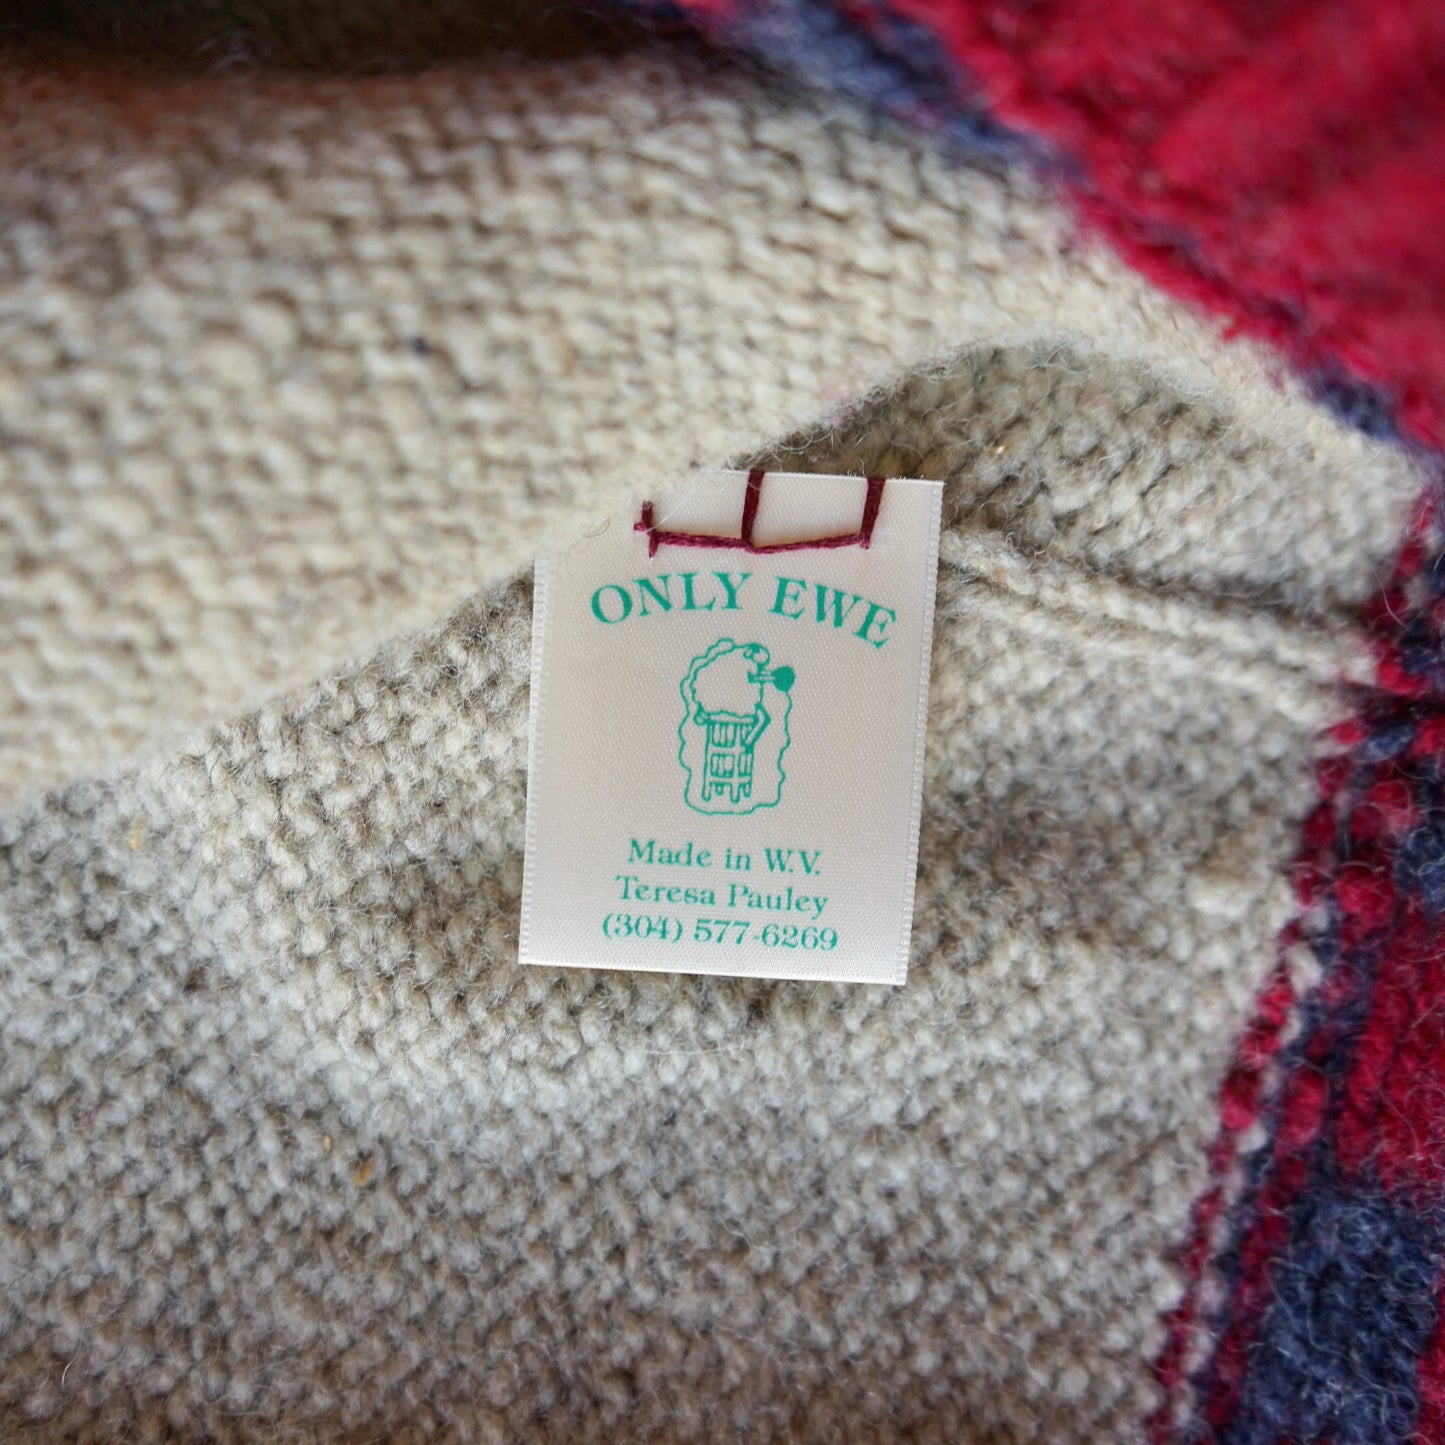 ONLY EWE
Made in W.V.
Teresa Pauley
(304) 577-6269